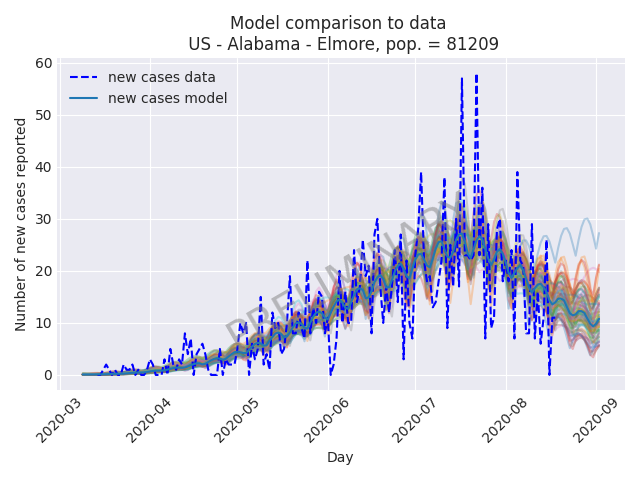 Model comparison to data
US - Alabama - Elmore, pop. = 81209
new cases data
new cases model
PRELIMINARY
Number of new cases reported
60
50
40
30
20
10
0
2020-03
2020-04
2020-05
2020-06
2020-07
2020-08
2020-09
Day